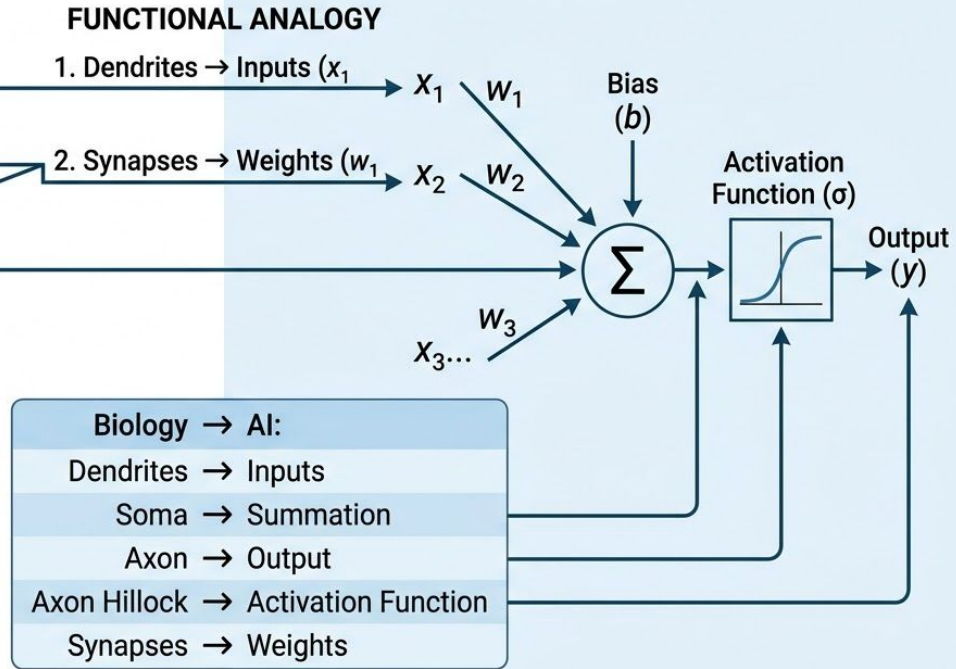 FUNCTIONAL ANALOGY
1. Dendrites → Inputs (x₁
x₁
w₁
Bias
(b)
2. Synapses → Weights (w₁
x₂
w₂
Activation
Function (σ)
Σ
Output
(y)
w₃
x₃...
Biology → AI:
Dendrites → Inputs
Soma → Summation
Axon → Output
Axon Hillock → Activation Function
Synapses → Weights